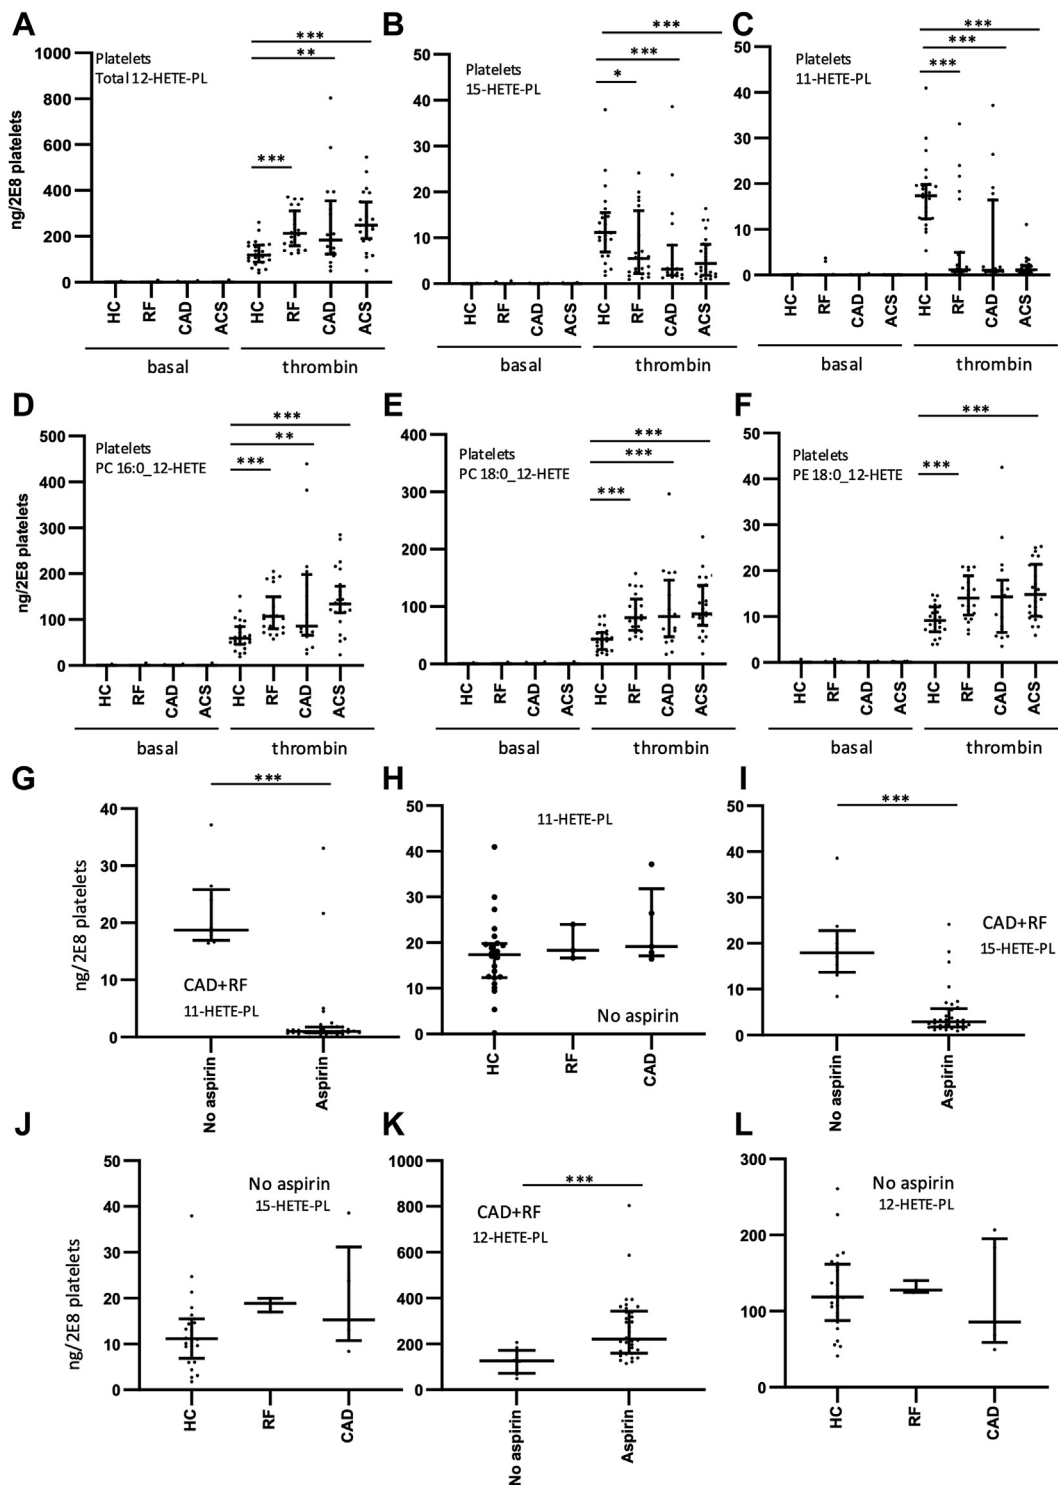 A
***
**
***
Platelets
Total 12-HETE-PL
ng/2E8 platelets
1000
800
600
400
200
0
HC
RF
CAD
ACS
HC
RF
CAD
ACS
basal
thrombin
B
***
***
*
Platelets
15-HETE-PL
50
40
30
20
10
0
HC
RF
CAD
ACS
HC
RF
CAD
ACS
basal
thrombin
C
***
***
***
Platelets
11-HETE-PL
50
40
30
20
10
0
HC
RF
CAD
ACS
HC
RF
CAD
ACS
basal
thrombin
D
***
**
***
Platelets
PC 16:0_12-HETE
ng/2E8 platelets
500
400
300
200
100
0
HC
RF
CAD
ACS
HC
RF
CAD
ACS
basal
thrombin
E
***
***
***
Platelets
PC 18:0_12-HETE
400
300
200
100
0
HC
RF
CAD
ACS
HC
RF
CAD
ACS
basal
thrombin
F
***
***
Platelets
PE 18:0_12-HETE
50
40
30
20
10
0
HC
RF
CAD
ACS
HC
RF
CAD
ACS
basal
thrombin
G
***
ng/2E8 platelets
40
30
20
10
0
CAD+RF
11-HETE-PL
No aspirin
Aspirin
H
11-HETE-PL
50
40
30
20
10
0
No aspirin
HC
RF
CAD
I
***
50
40
30
20
10
0
CAD+RF
15-HETE-PL
No aspirin
Aspirin
J
No aspirin
15-HETE-PL
ng/2E8 platelets
50
40
30
20
10
0
HC
RF
CAD
K
***
CAD+RF
12-HETE-PL
1000
800
600
400
200
0
No aspirin
Aspirin
L
No aspirin
12-HETE-PL
300
200
100
0
HC
RF
CAD